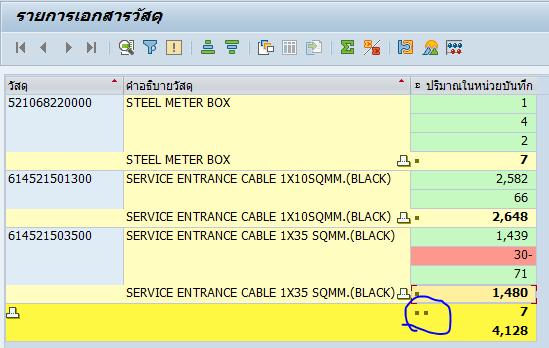 รายการเอกสารวัสดุ
วัสดุ คำอธิบายวัสดุ Σ ปริมาณในหน่วยบันทึก
521068220000 STEEL METER BOX 1
4
2
STEEL METER BOX 7
614521501300 SERVICE ENTRANCE CABLE 1X10SQMM.(BLACK) 2,582
66
SERVICE ENTRANCE CABLE 1X10SQMM.(BLACK) 2,648
614521503500 SERVICE ENTRANCE CABLE 1X35 SQMM.(BLACK) 1,439
30-
71
SERVICE ENTRANCE CABLE 1X35 SQMM.(BLACK) 1,480
7
4,128